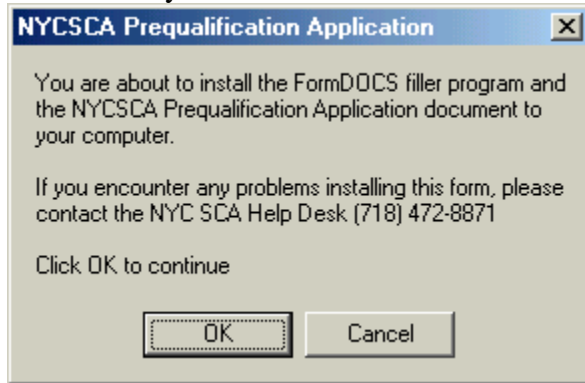 NYCSCA Prequalification Application
You are about to install the FormDOCS filler program and
the NYCSCA Prequalification Application document to
your computer.
If you encounter any problems installing this form, please
contact the NYC SCA Help Desk (718) 472-8871
Click OK to continue
OK
Cancel